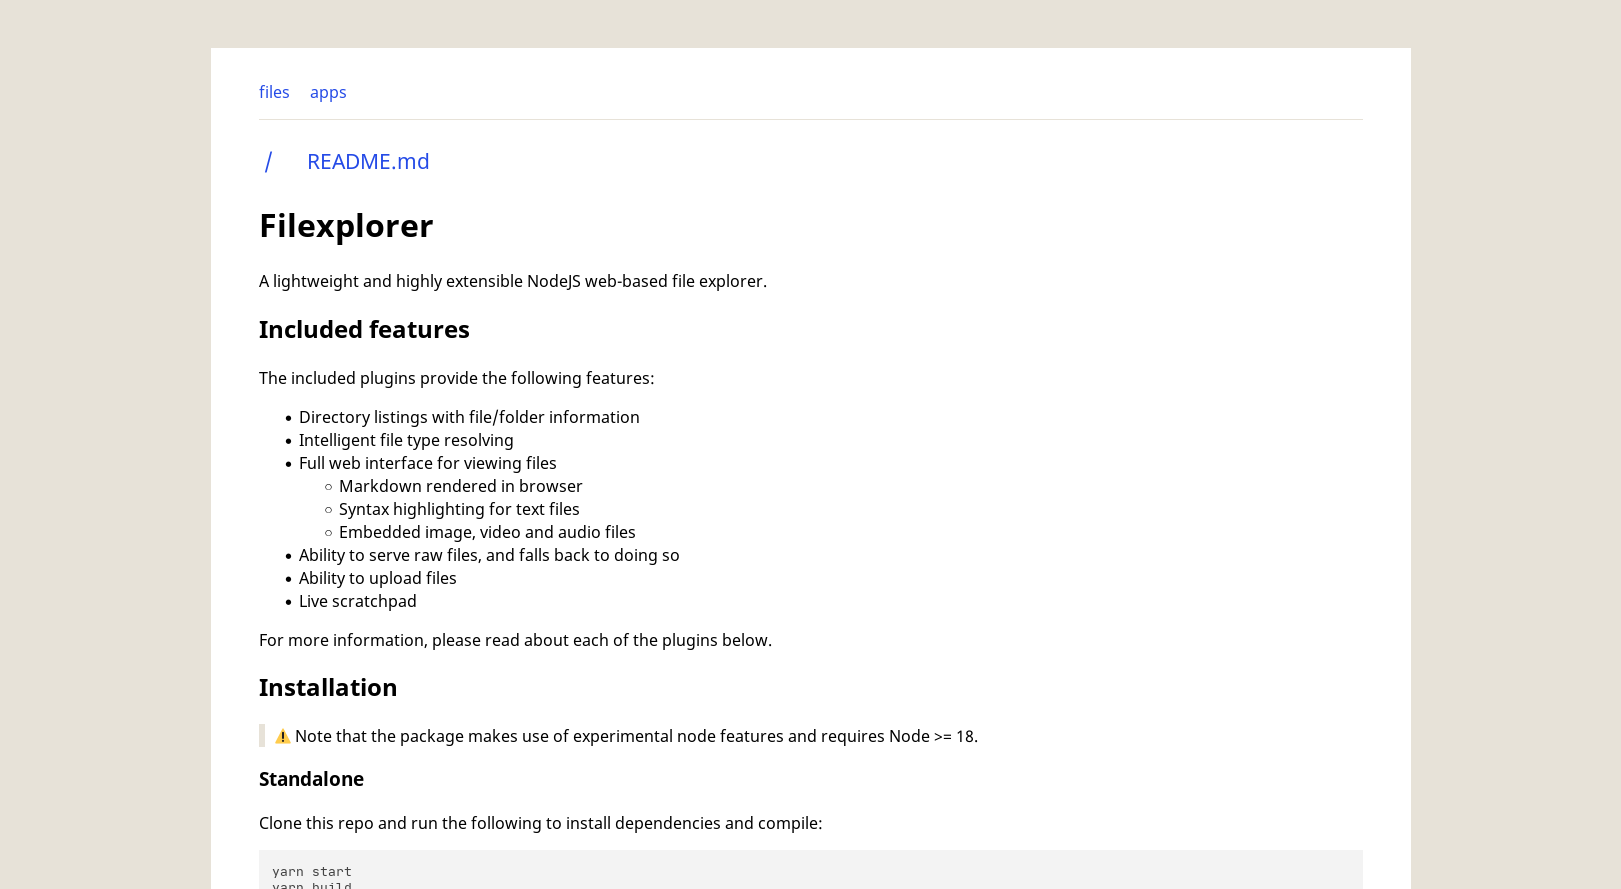 files apps
/ README.md
Filexplorer
A lightweight and highly extensible NodeJS web-based file explorer.
Included features
The included plugins provide the following features:
• Directory listings with file/folder information
• Intelligent file type resolving
• Full web interface for viewing files
○ Markdown rendered in browser
○ Syntax highlighting for text files
○ Embedded image, video and audio files
• Ability to serve raw files, and falls back to doing so
• Ability to upload files
• Live scratchpad
For more information, please read about each of the plugins below.
Installation
⚠️ Note that the package makes use of experimental node features and requires Node >= 18.
Standalone
Clone this repo and run the following to install dependencies and compile:
yarn start
yarn build